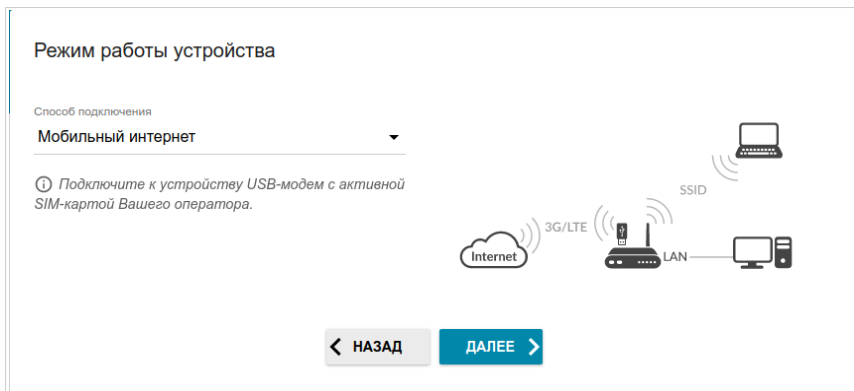 Режим работы устройства
Способ подключения
Мобильный интернет
Подключите к устройству USB-модем с активной
SIM-картой Вашего оператора.
SSID
3G/LTE
Internet
LAN
НАЗАД
ДАЛЕЕ